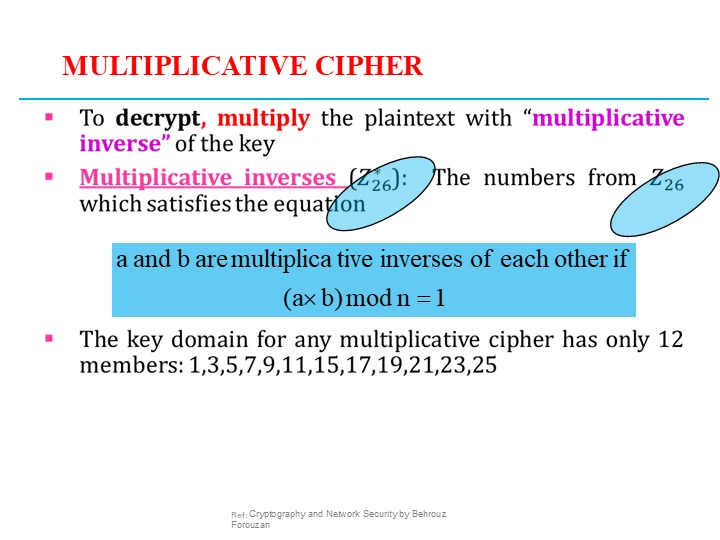 MULTIPLICATIVE CIPHER
▪ To decrypt, multiply the plaintext with “multiplicative
inverse” of the key
▪ Multiplicative inverses (Z*26): The numbers from Z26
which satisfies the equation
a and b are multiplica tive inverses of each other if
(a× b) mod n = 1
▪ The key domain for any multiplicative cipher has only 12
members: 1,3,5,7,9,11,15,17,19,21,23,25
Ref: Cryptography and Network Security by Behrouz
Forouzan